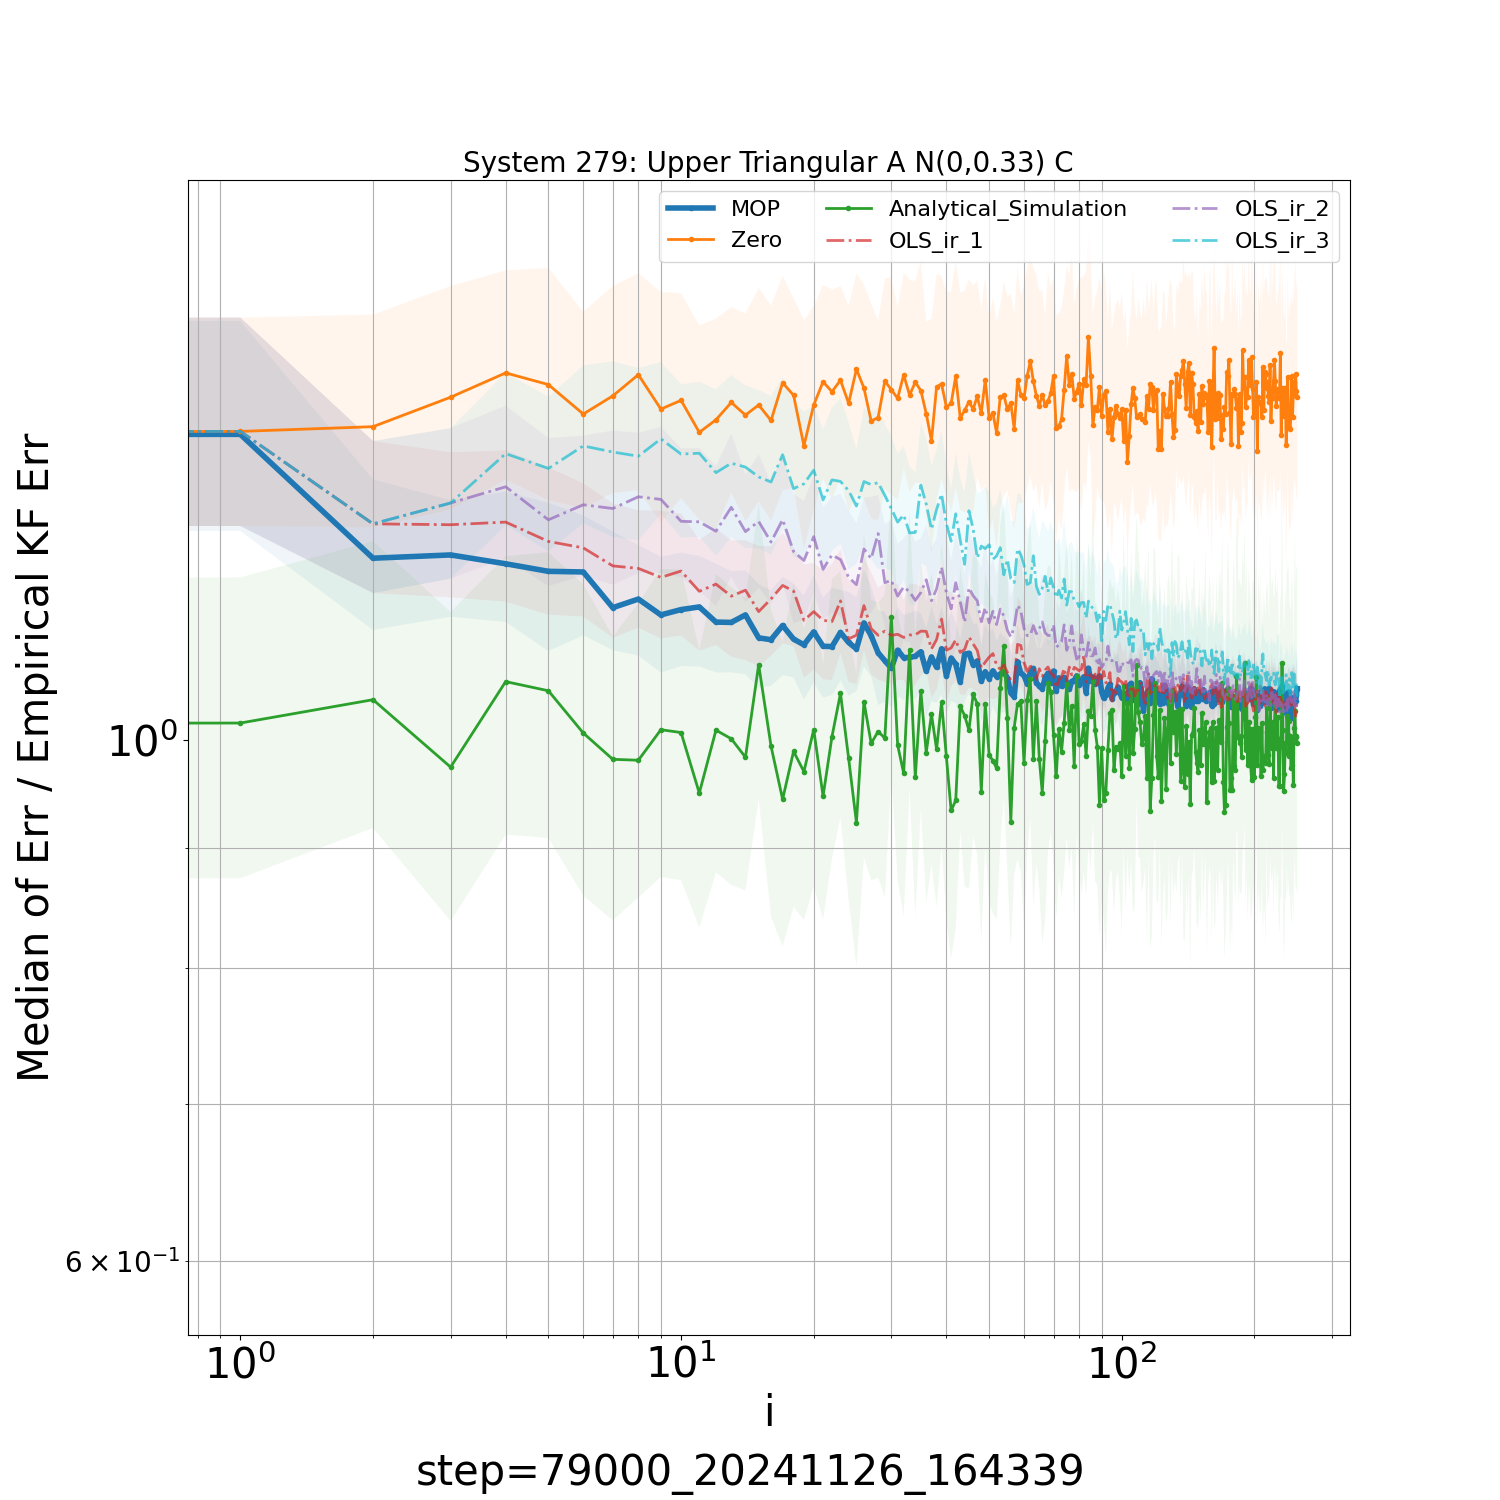 System 279: Upper Triangular A N(0,0.33) C
MOP
Zero
Analytical_Simulation
OLS_ir_1
OLS_ir_2
OLS_ir_3
Median of Err / Empirical KF Err
10⁰
6 × 10⁻¹
10⁰
10¹
10²
i
step=79000_20241126_164339